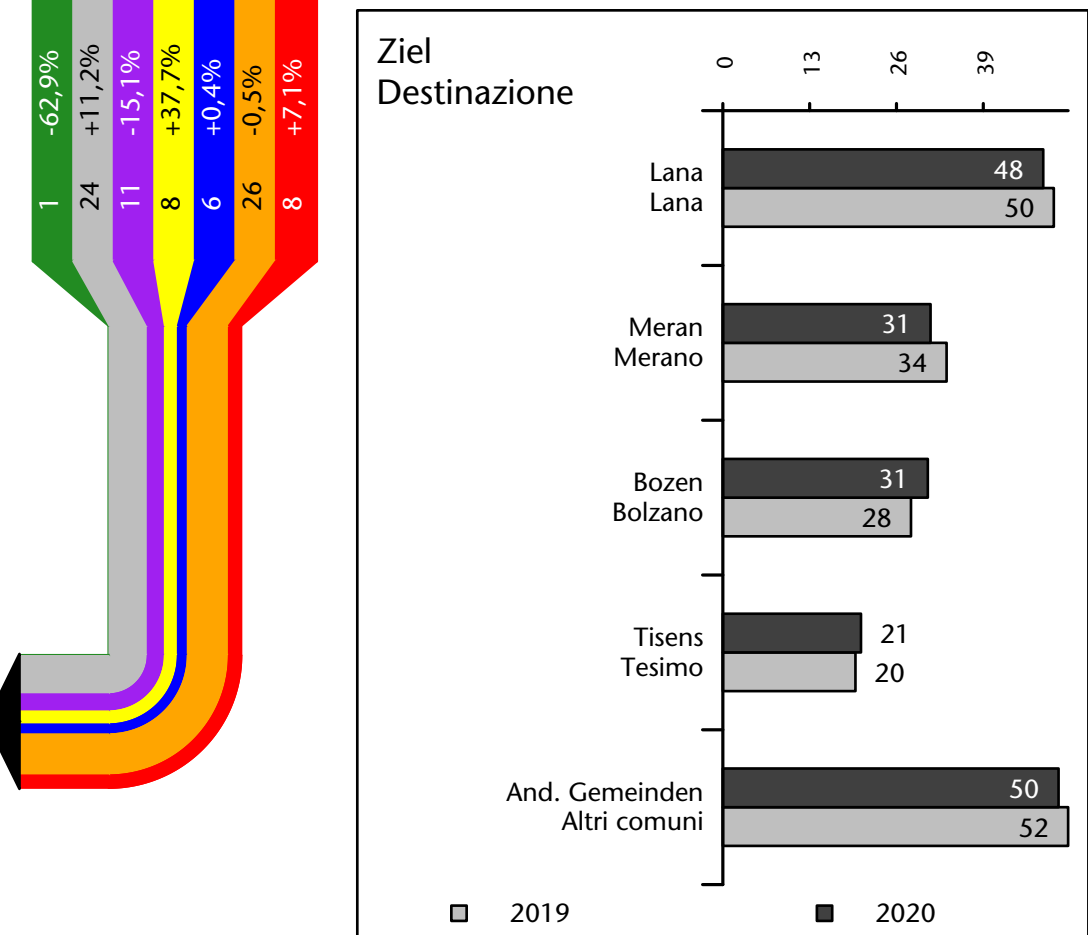 1 -62,9%
24 +11,2%
11 -15,1%
8 +37,7%
6 +0,4%
26 -0,5%
8 +7,1%
Ziel
Destinazione
0 13 26 39
Lana
Lana
48
50
Meran
Merano
31
34
Bozen
Bolzano
31
28
Tisens
Tesimo
21
20
And. Gemeinden
Altri comuni
50
52
2019 2020